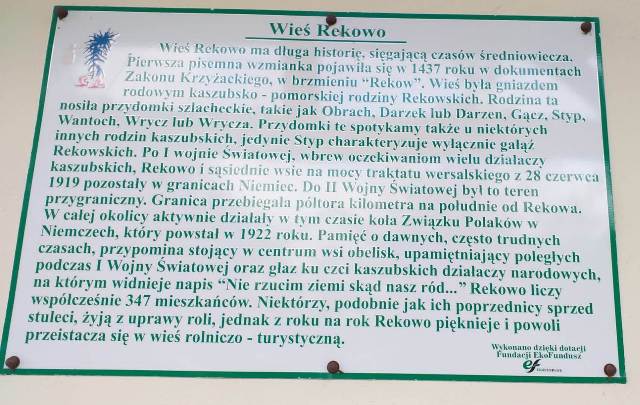 Wieś Rekowo
Wieś Rekowo ma długa historię, sięgającą czasów średniowiecza.
Pierwsza pisemna wzmianka pojawiła się w 1437 roku w dokumentach
Zakonu Krzyżackiego, w brzmieniu “Rekow”. Wieś była gniazdem
rodowym kaszubsko - pomorskiej rodziny Rekowskich. Rodzina ta
nosiła przydomki szlacheckie, takie jak Obrach, Darzek lub Darzen, Gącz, Styp,
Wantoch, Wrycz lub Wrycza. Przydomki te spotykamy także u niektórych
innych rodzin kaszubskich, jedynie Styp charakteryzuje wyłącznie gałąź
Rekowskich. Po I wojnie Światowej, wbrew oczekiwaniom wielu działaczy
kaszubskich, Rekowo i sąsiednie wsie na mocy traktatu wersalskiego z 28 czerwca
1919 pozostały w granicach Niemiec. Do II Wojny Światowej był to teren
przygraniczny. Granica przebiegała półtora kilometra na południe od Rekowa.
W całej okolicy aktywnie działały w tym czasie koła Związku Polaków w
Niemczech, który powstał w 1922 roku. Pamięć o dawnych, często trudnych
czasach, przypomina stojący w centrum wsi obelisk, upamiętniający poległych
podczas I Wojny Światowej oraz głaz ku czci kaszubskich działaczy narodowych,
na którym widnieje napis “Nie rzucim ziemi skąd nasz ród...” Rekowo liczy
współcześnie 347 mieszkańców. Niektórzy, podobnie jak ich poprzednicy sprzed
stuleci, żyją z uprawy roli, jednak z roku na rok Rekowo pięknieje i powoli
przeistacza się w wieś rolniczo - turystyczną.
Wykonano dzięki dotacji
Fundacji EkoFundusz
ef